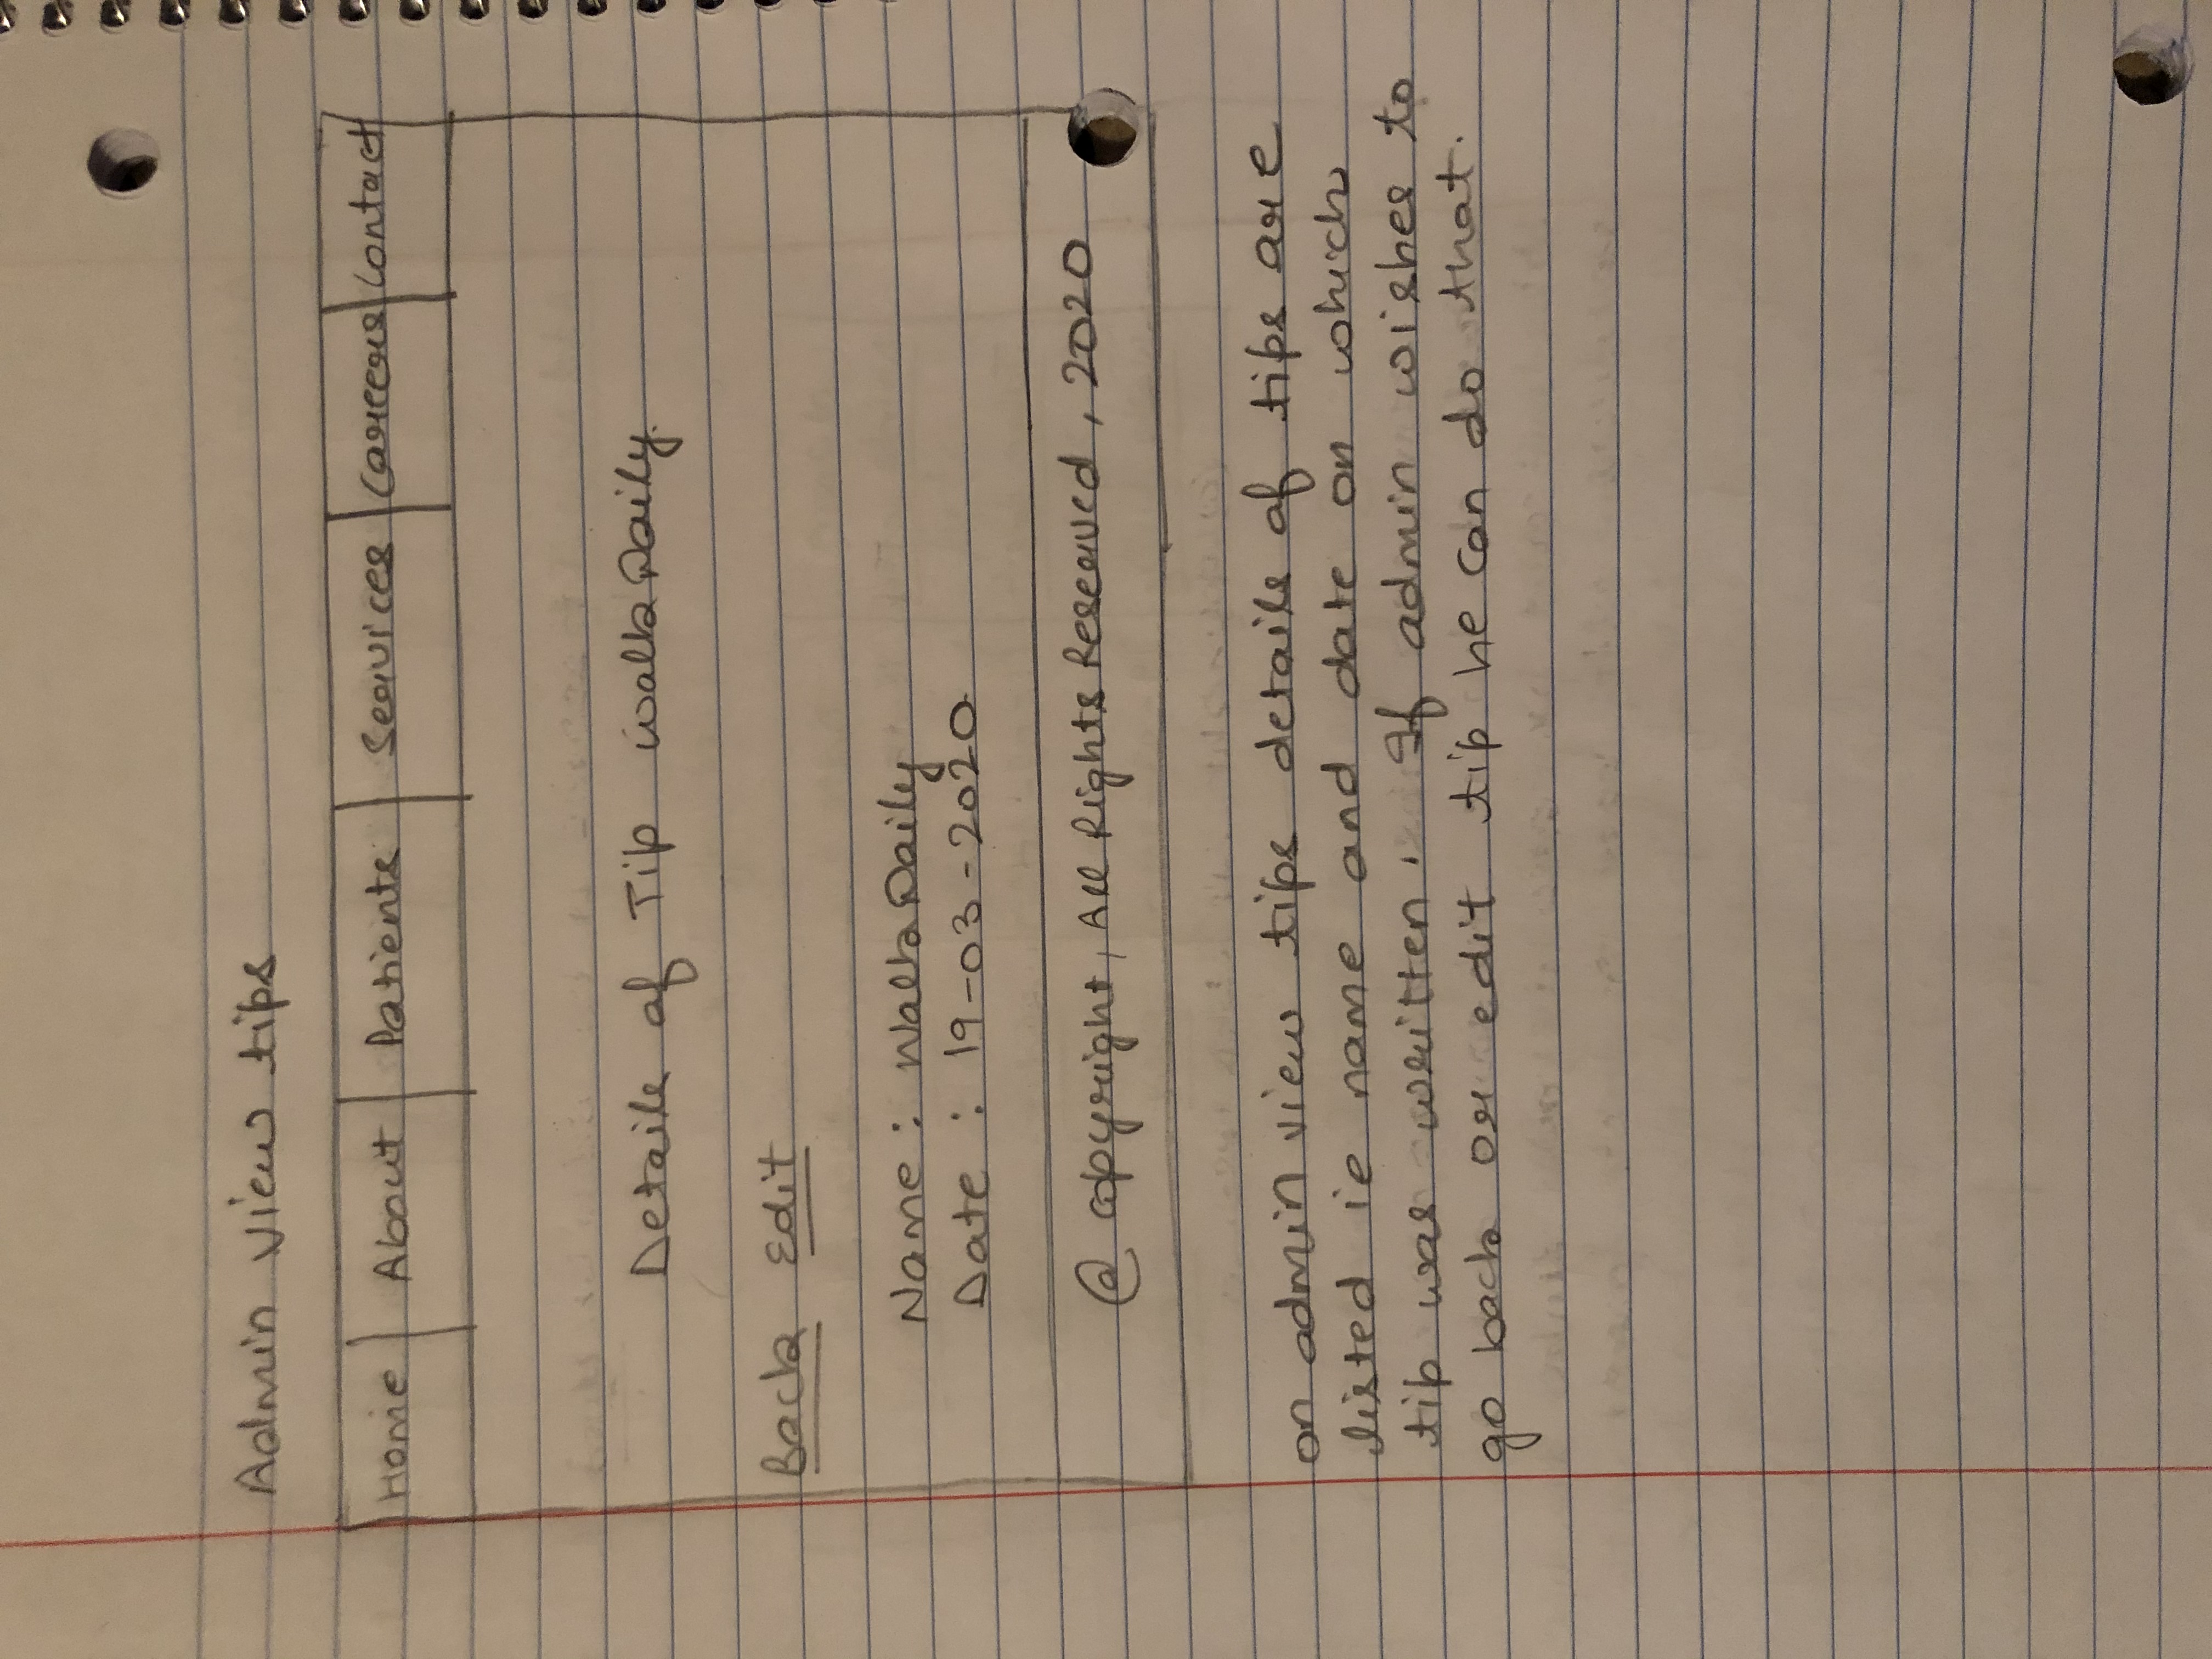 Admin View tips
Home About Patients Services Careers Contact
Details of Tip Walk Daily.
Back Edit
Name : Walk Daily
Date : 19-03-2020
@ copyright, All Rights Reserved, 2020
on admin view tips details of tips are
listed ie name and date on which
tip was written. If admin wishes to
go back or edit tip he can do that.